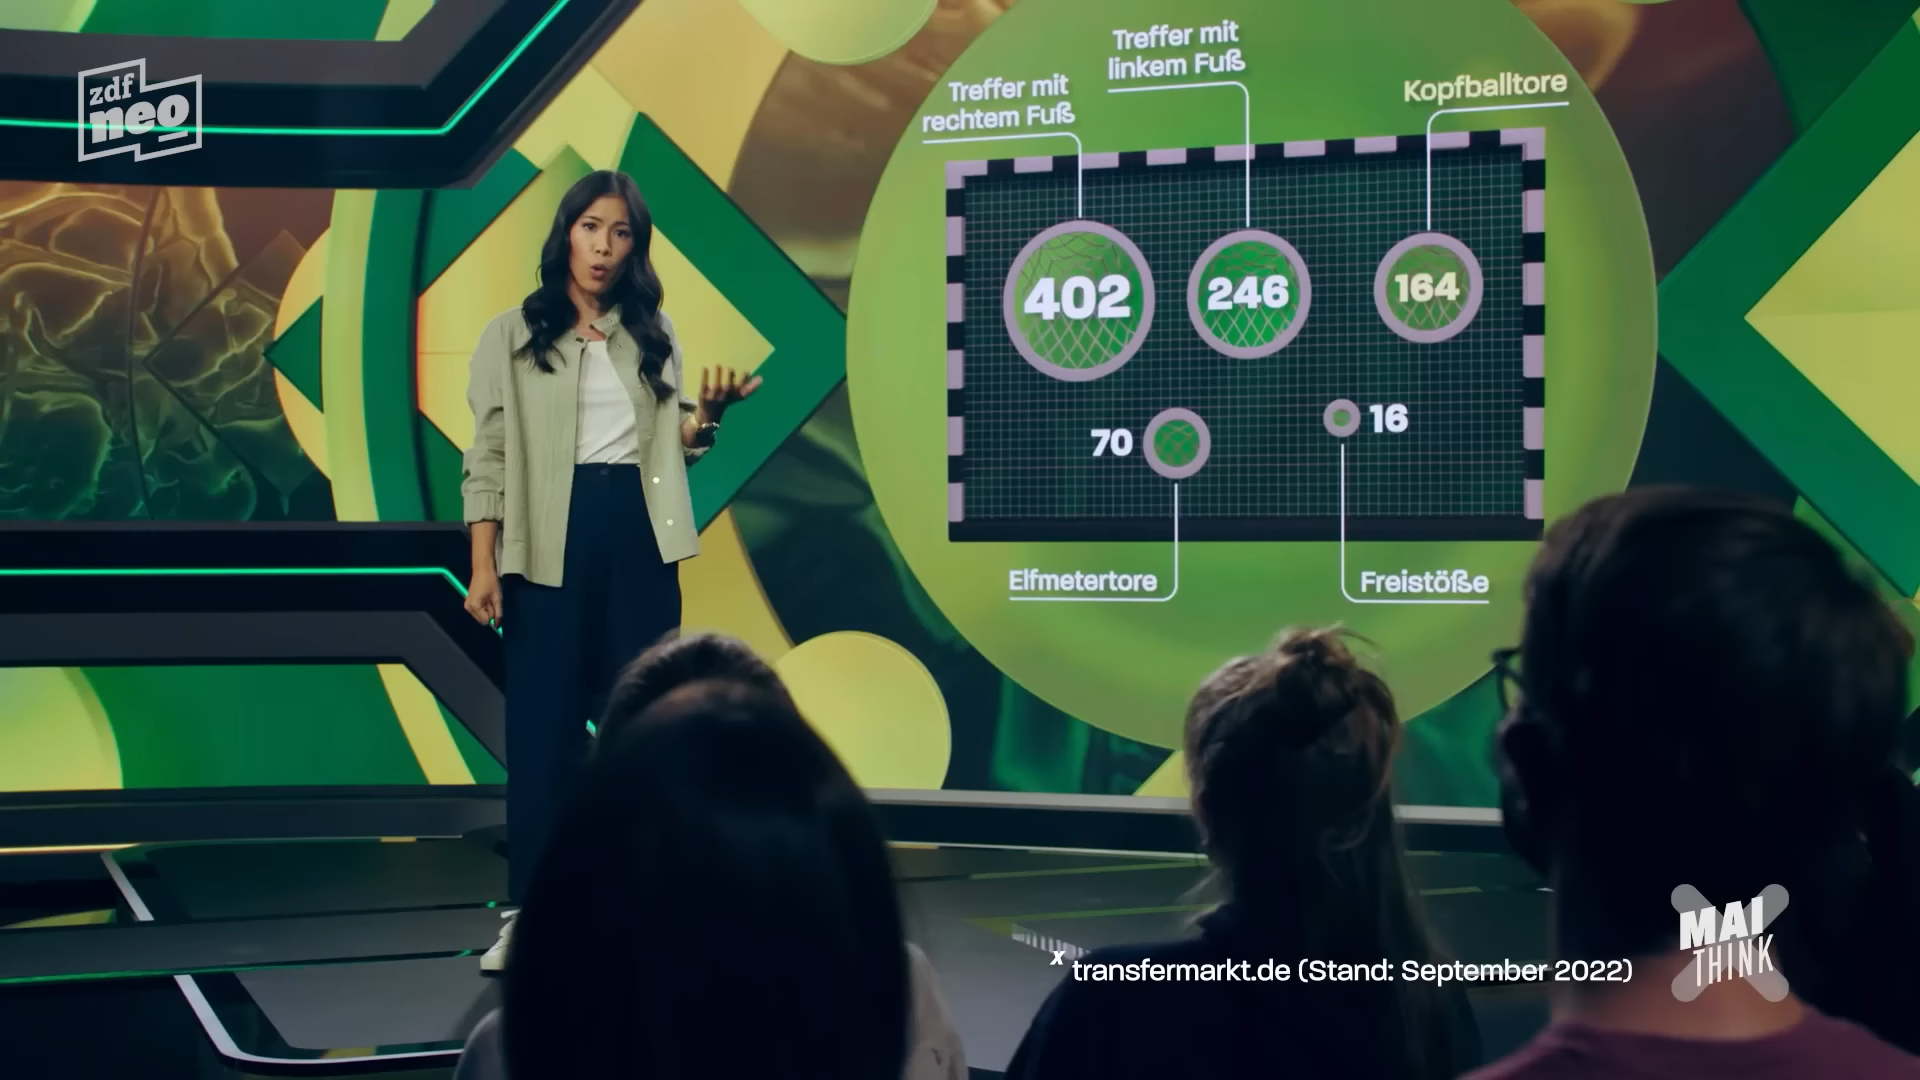 zdf
neo
Treffer mit
linkem Fuß
Treffer mit
rechtem Fuß
Kopfballtore
402
246
164
70
16
Elfmetertore
Freistöße
x transfermarkt.de (Stand: September 2022)
MAI
THINK